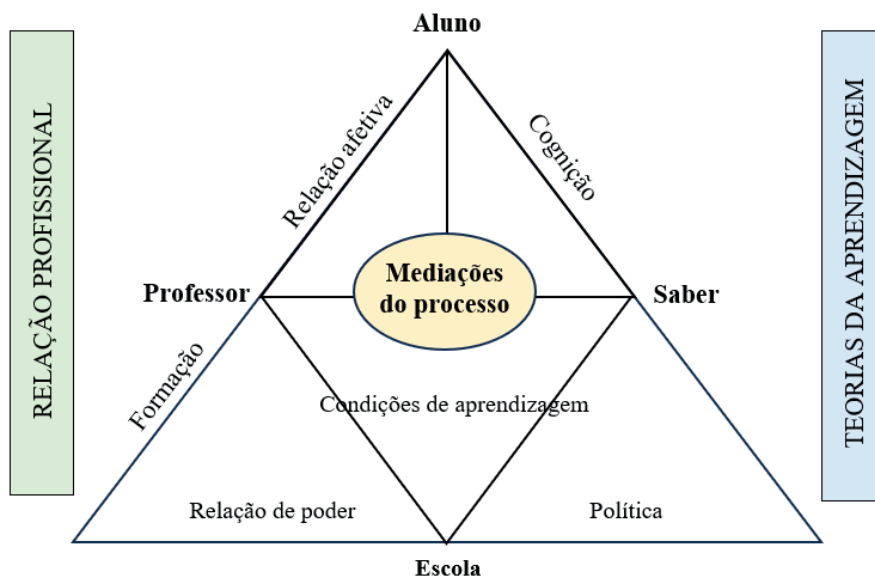 Aluno
RELAÇÃO PROFISSIONAL
TEORIAS DA APRENDIZAGEM
Relação afetiva
Cognição
Mediações
do processo
Professor
Saber
Formação
Condições de aprendizagem
Relação de poder
Política
Escola